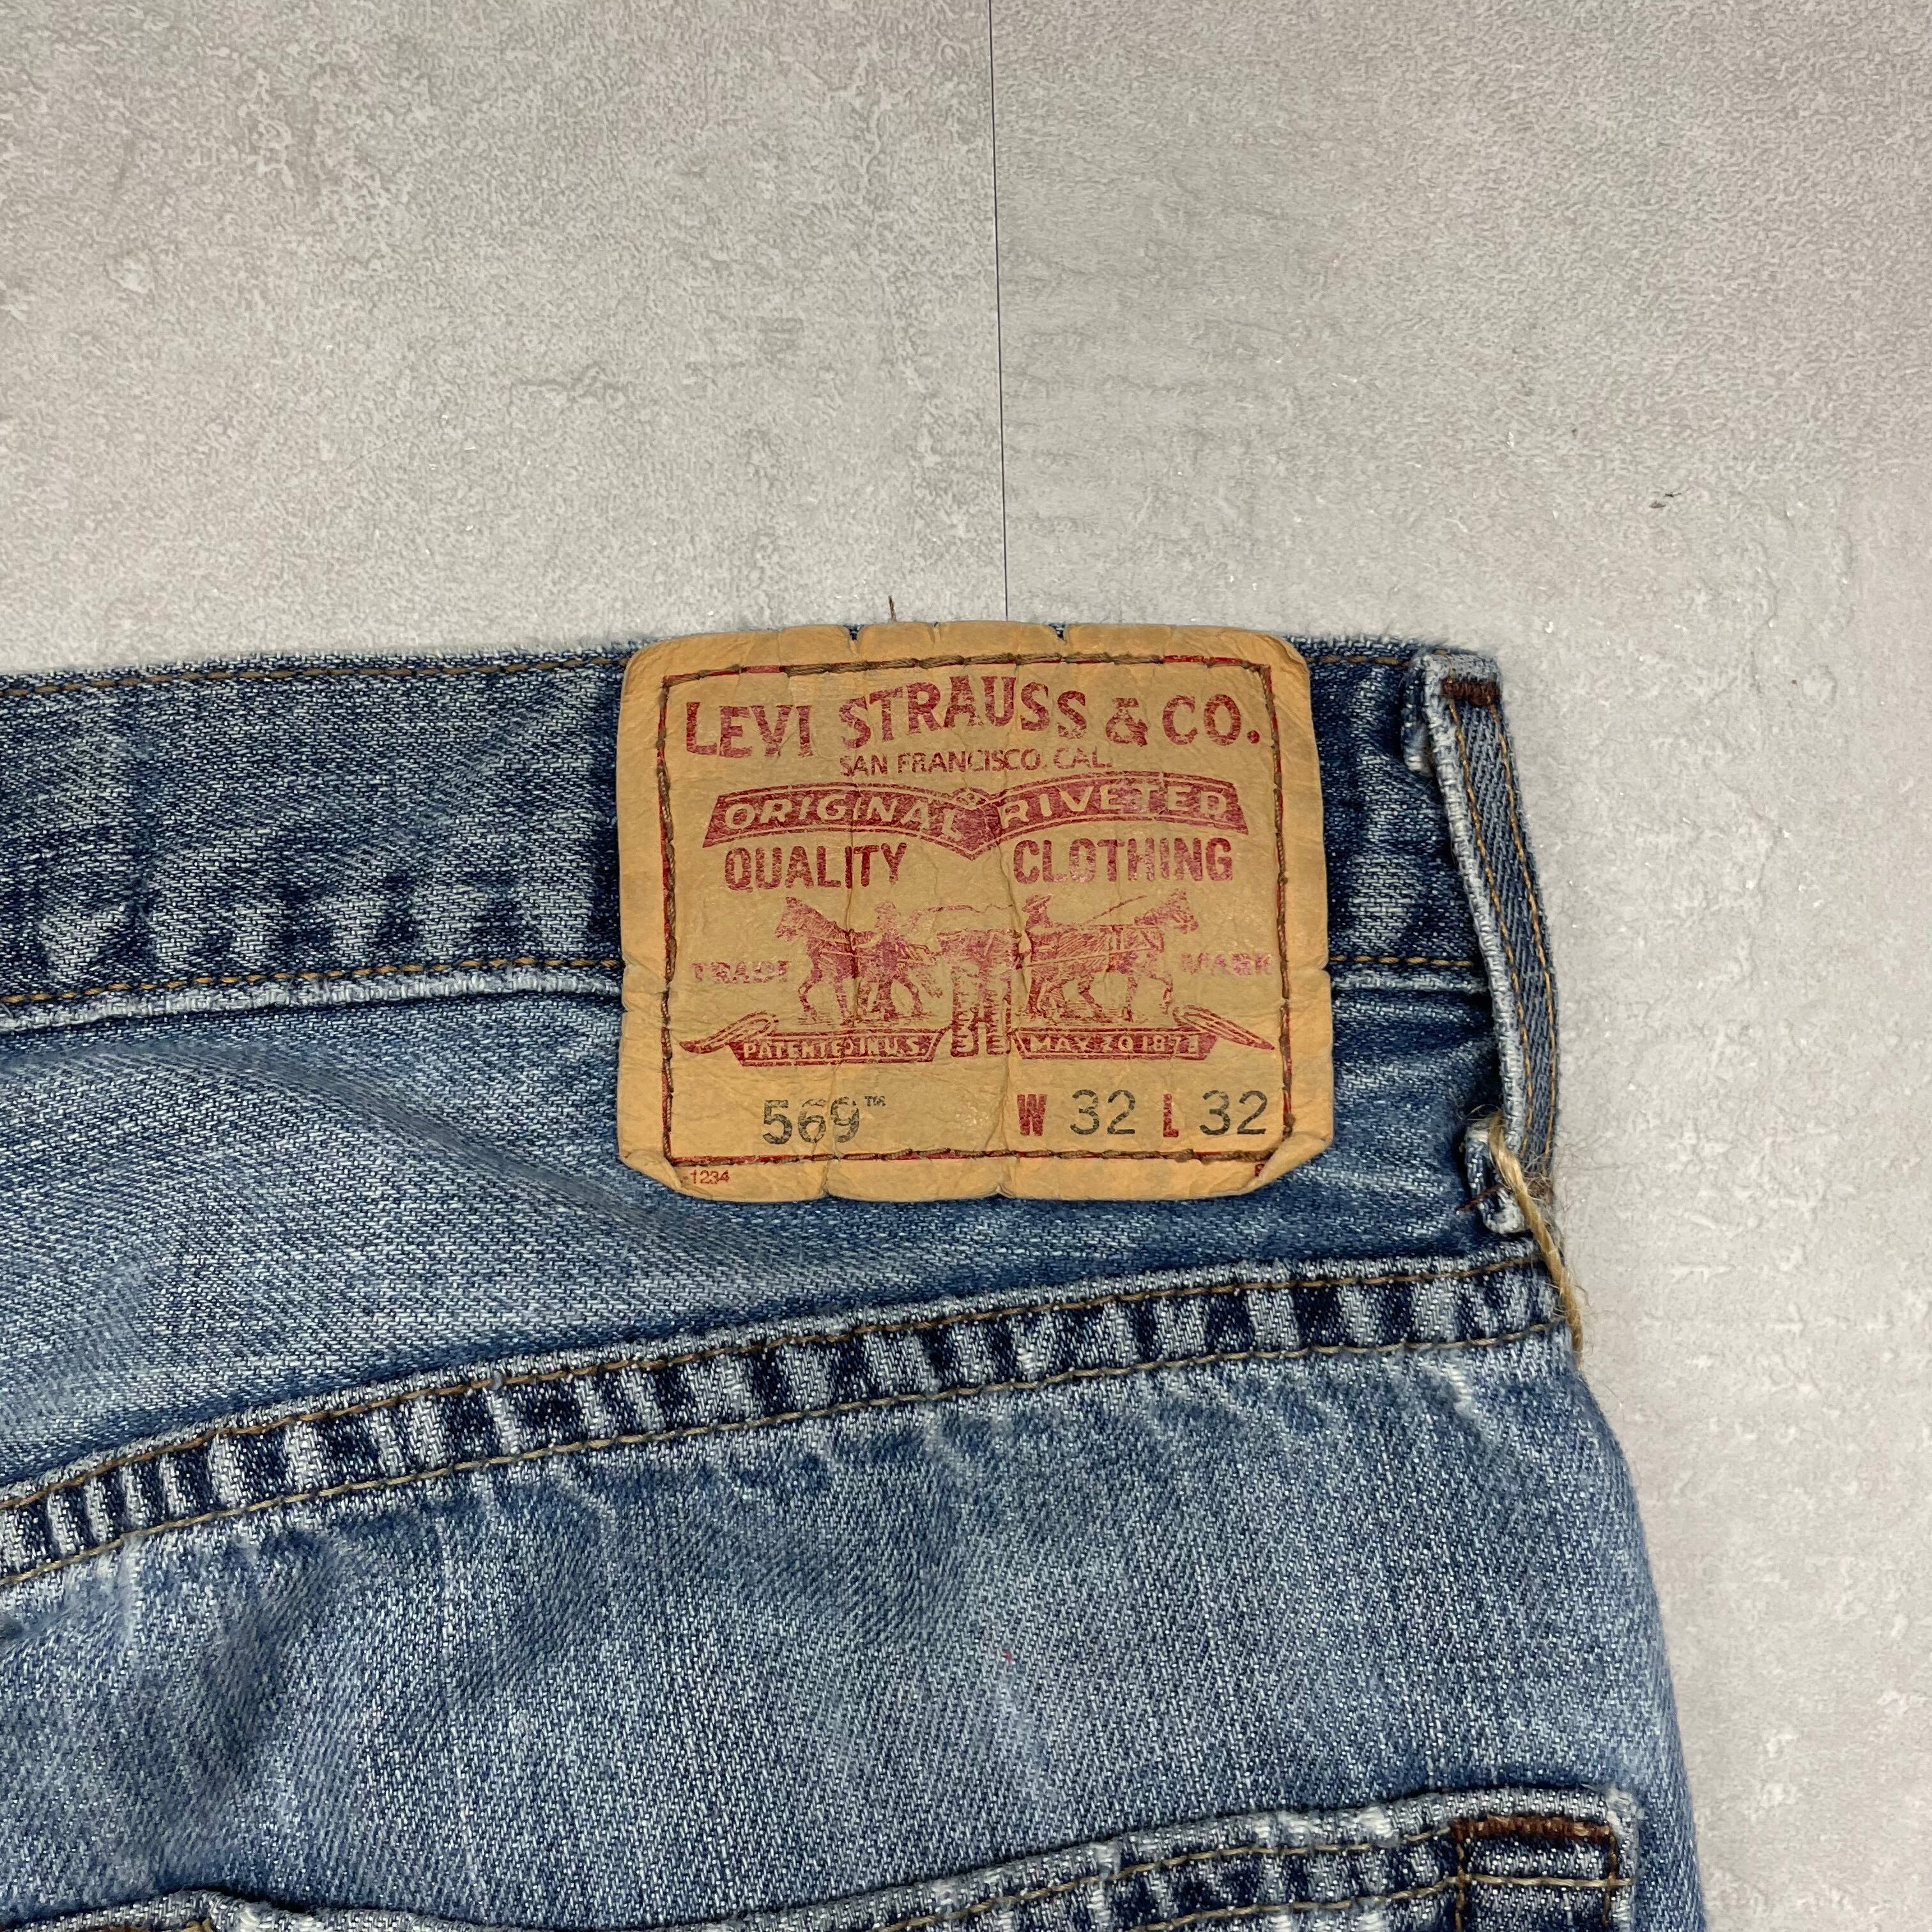 LEVI STRAUSS & CO.
SAN FRANCISCO, CAL.
ORIGINAL RIVETED
QUALITY CLOTHING
TRADE MARK
PATENTED IN U.S. MAY 20 1873
569™ W 32 L 32
1234